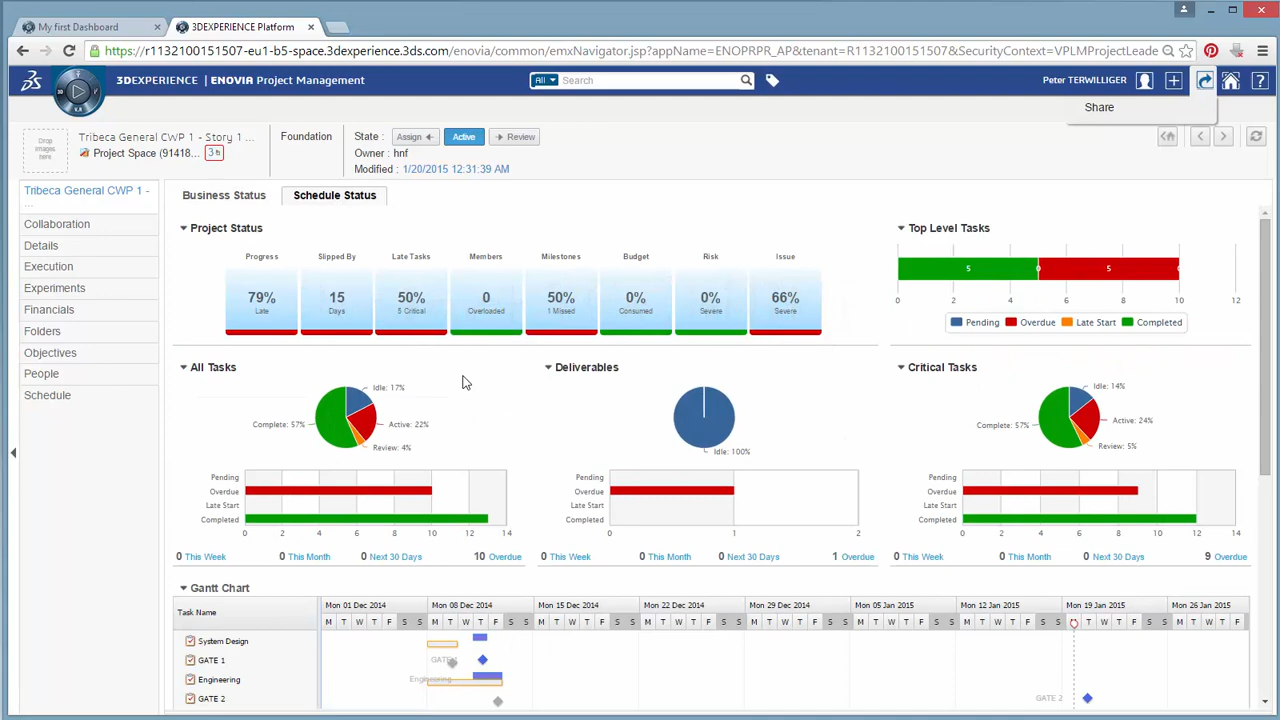 My first Dashboard ×
3DEXPERIENCE Platform ×
https://r1132100151507-eu1-b5-space.3dexperience.3ds.com/enovia/common/emxNavigator.jsp?appName=ENOPRPR_AP&tenant=R1132100151507&SecurityContext=VPLMProjectLeade
3DEXPERIENCE | ENOVIA Project Management
All Search
Peter TERWILLIGER
Share
Drop images here
Tribeca General CWP 1 - Story 1 ...
Project Space (91418...
Foundation
State : Assign Active Review
Owner : hnf
Modified : 1/20/2015 12:31:39 AM
Tribeca General CWP 1 - ...
Collaboration
Details
Execution
Experiments
Financials
Folders
Objectives
People
Schedule
Business Status Schedule Status
Project Status
Progress Slipped By Late Tasks Members Milestones Budget Risk Issue
79% 15 50% 0 50% 0% 0% 66%
Late Days 5 Critical Overloaded 1 Missed Consumed Severe Severe
Top Level Tasks
5 0 5
0 2 4 6 8 10 12
Pending Overdue Late Start Completed
All Tasks
Idle: 17%
Complete: 57%
Active: 22%
Review: 4%
Pending
Overdue
Late Start
Completed
0 2 4 6 8 10 12 14
0 This Week 0 This Month 0 Next 30 Days 10 Overdue
Deliverables
Idle: 100%
Pending
Overdue
Late Start
Completed
0 1 2
0 This Week 0 This Month 0 Next 30 Days 1 Overdue
Critical Tasks
Idle: 14%
Complete: 57%
Active: 24%
Review: 5%
Pending
Overdue
Late Start
Completed
0 2 4 6 8 10 12 14
0 This Week 0 This Month 0 Next 30 Days 9 Overdue
Gantt Chart
Task Name
Mon 01 Dec 2014 Mon 08 Dec 2014 Mon 15 Dec 2014 Mon 22 Dec 2014 Mon 29 Dec 2014 Mon 05 Jan 2015 Mon 12 Jan 2015 Mon 19 Jan 2015 Mon 26 Jan 2015
M T W T F S S M T W T F S S M T W T F S S M T W T F S S M T W T F S S M T W T F S S M T W T F S S T W T F S S M T W T F
System Design
GATE 1
Engineering Engineering
GATE 2 GATE 2